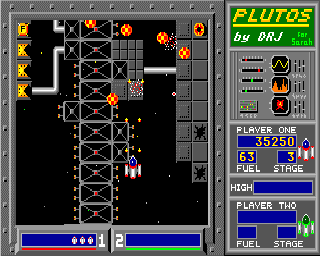 F
PLUTOS
by DRJ
for
Sarah
PLAYER ONE
35250
63 3
FUEL STAGE
HIGH
PLAYER TWO
FUEL STAGE
1 2